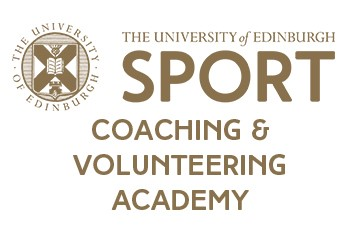 THE UNIVERSITY OF EDINBURGH
THE UNIVERSITY of EDINBURGH
SPORT
COACHING &
VOLUNTEERING
ACADEMY